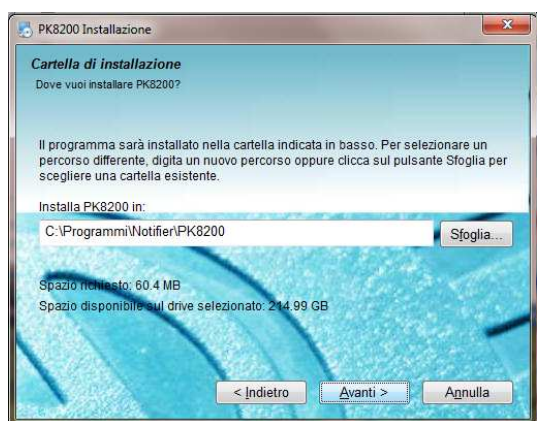 PK8200 Installazione
Cartella di installazione
Dove vuoi installare PK8200?
Il programma sarà installato nella cartella indicata in basso. Per selezionare un
percorso differente, digita un nuovo percorso oppure clicca sul pulsante Sfoglia per
scegliere una cartella esistente.
Installa PK8200 in:
C:\Programmi\Notifier\PK8200
Sfoglia...
Spazio richiesto: 60.4 MB
Spazio disponibile sul drive selezionato: 214.99 GB
< Indietro
Avanti >
Annulla